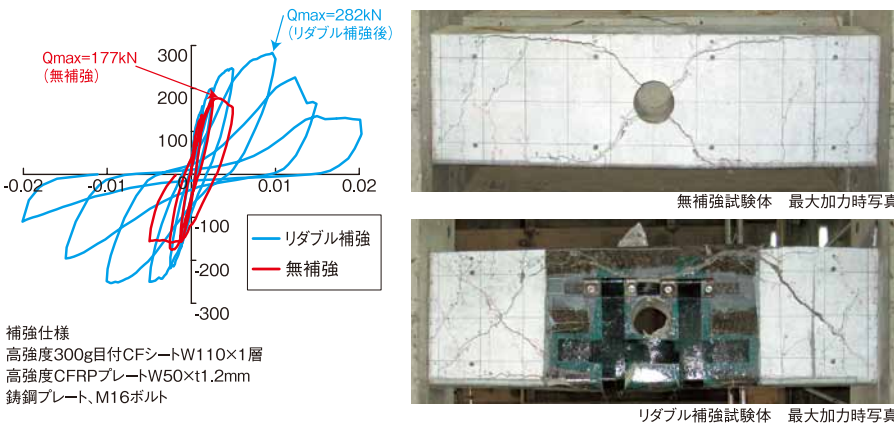 Qmax=282kN
(リダブル補強後)
Qmax=177kN
(無補強)
300
200
100
-0.02
-0.01
0
0.01
0.02
-100
-200
-300
リダブル補強
無補強
補強仕様
高強度300g目付CFシートW110×1層
高強度CFRPプレートW50×t1.2mm
鋳鋼プレート、M16ボルト
無補強試験体 最大加力時写真
リダブル補強試験体 最大加力時写真